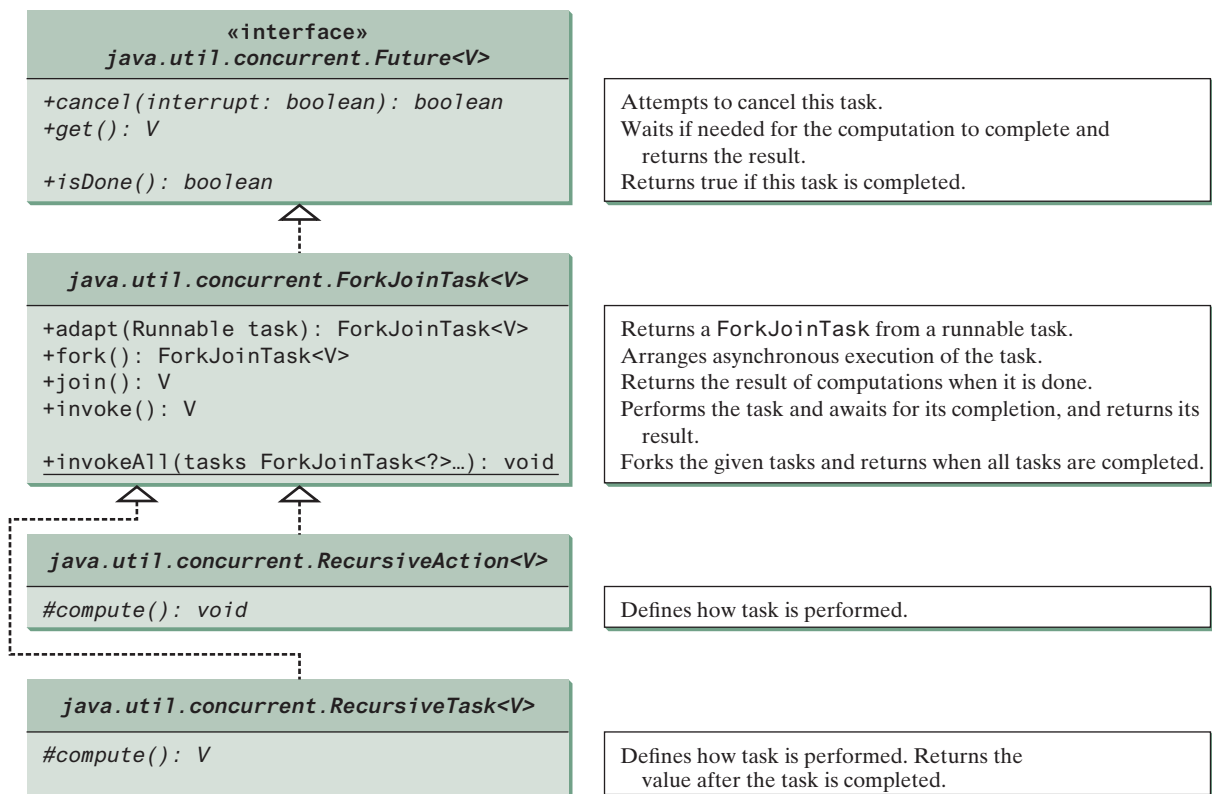 «interface»
java.util.concurrent.Future<V>
+cancel(interrupt: boolean): boolean
+get(): V
+isDone(): boolean
Attempts to cancel this task.
Waits if needed for the computation to complete and
returns the result.
Returns true if this task is completed.
java.util.concurrent.ForkJoinTask<V>
+adapt(Runnable task): ForkJoinTask<V>
+fork(): ForkJoinTask<V>
+join(): V
+invoke(): V
+invokeAll(tasks ForkJoinTask<?>…): void
Returns a ForkJoinTask from a runnable task.
Arranges asynchronous execution of the task.
Returns the result of computations when it is done.
Performs the task and awaits for its completion, and returns its
result.
Forks the given tasks and returns when all tasks are completed.
java.util.concurrent.RecursiveAction<V>
#compute(): void
Defines how task is performed.
java.util.concurrent.RecursiveTask<V>
#compute(): V
Defines how task is performed. Returns the
value after the task is completed.